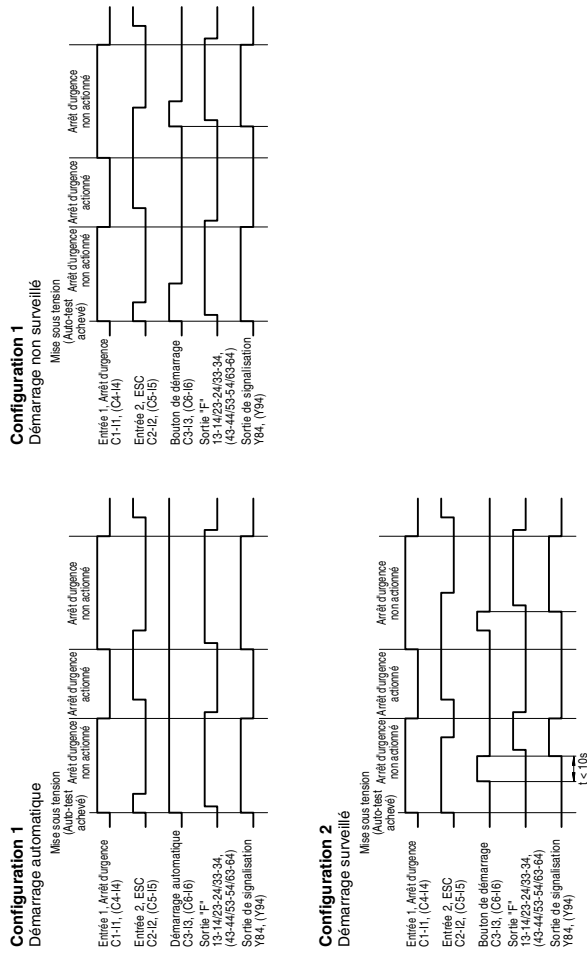 Configuration 1
Démarrage automatique
Mise sous tension
(Auto-test
achevé)
Arrêt d'urgence
non actionné
Arrêt d'urgence
actionné
Arrêt d'urgence
non actionné
Entrée 1, Arrêt d'urgence
C1-I1, (C4-I4)
Entrée 2, ESC
C2-I2, (C5-I5)
Démarrage automatique
C3-I3, (C6-I6)
Sortie "F"
13-14/23-24/33-34,
(43-44/53-54/63-64)
Sortie de signalisation
Y84, (Y94)
Configuration 1
Démarrage non surveillé
Mise sous tension
(Auto-test
achevé)
Arrêt d'urgence
non actionné
Arrêt d'urgence
actionné
Arrêt d'urgence
non actionné
Entrée 1, Arrêt d'urgence
C1-I1, (C4-I4)
Entrée 2, ESC
C2-I2, (C5-I5)
Bouton de démarrage
C3-I3, (C6-I6)
Sortie "F"
13-14/23-24/33-34,
(43-44/53-54/63-64)
Sortie de signalisation
Y84, (Y94)
Configuration 2
Démarrage surveillé
Mise sous tension
(Auto-test
achevé)
Arrêt d'urgence
non actionné
Arrêt d'urgence
actionné
Arrêt d'urgence
non actionné
Entrée 1, Arrêt d'urgence
C1-I1, (C4-I4)
Entrée 2, ESC
C2-I2, (C5-I5)
Bouton de démarrage
C3-I3, (C6-I6)
Sortie "F"
13-14/23-24/33-34,
(43-44/53-54/63-64)
Sortie de signalisation
Y84, (Y94)
t < 10s